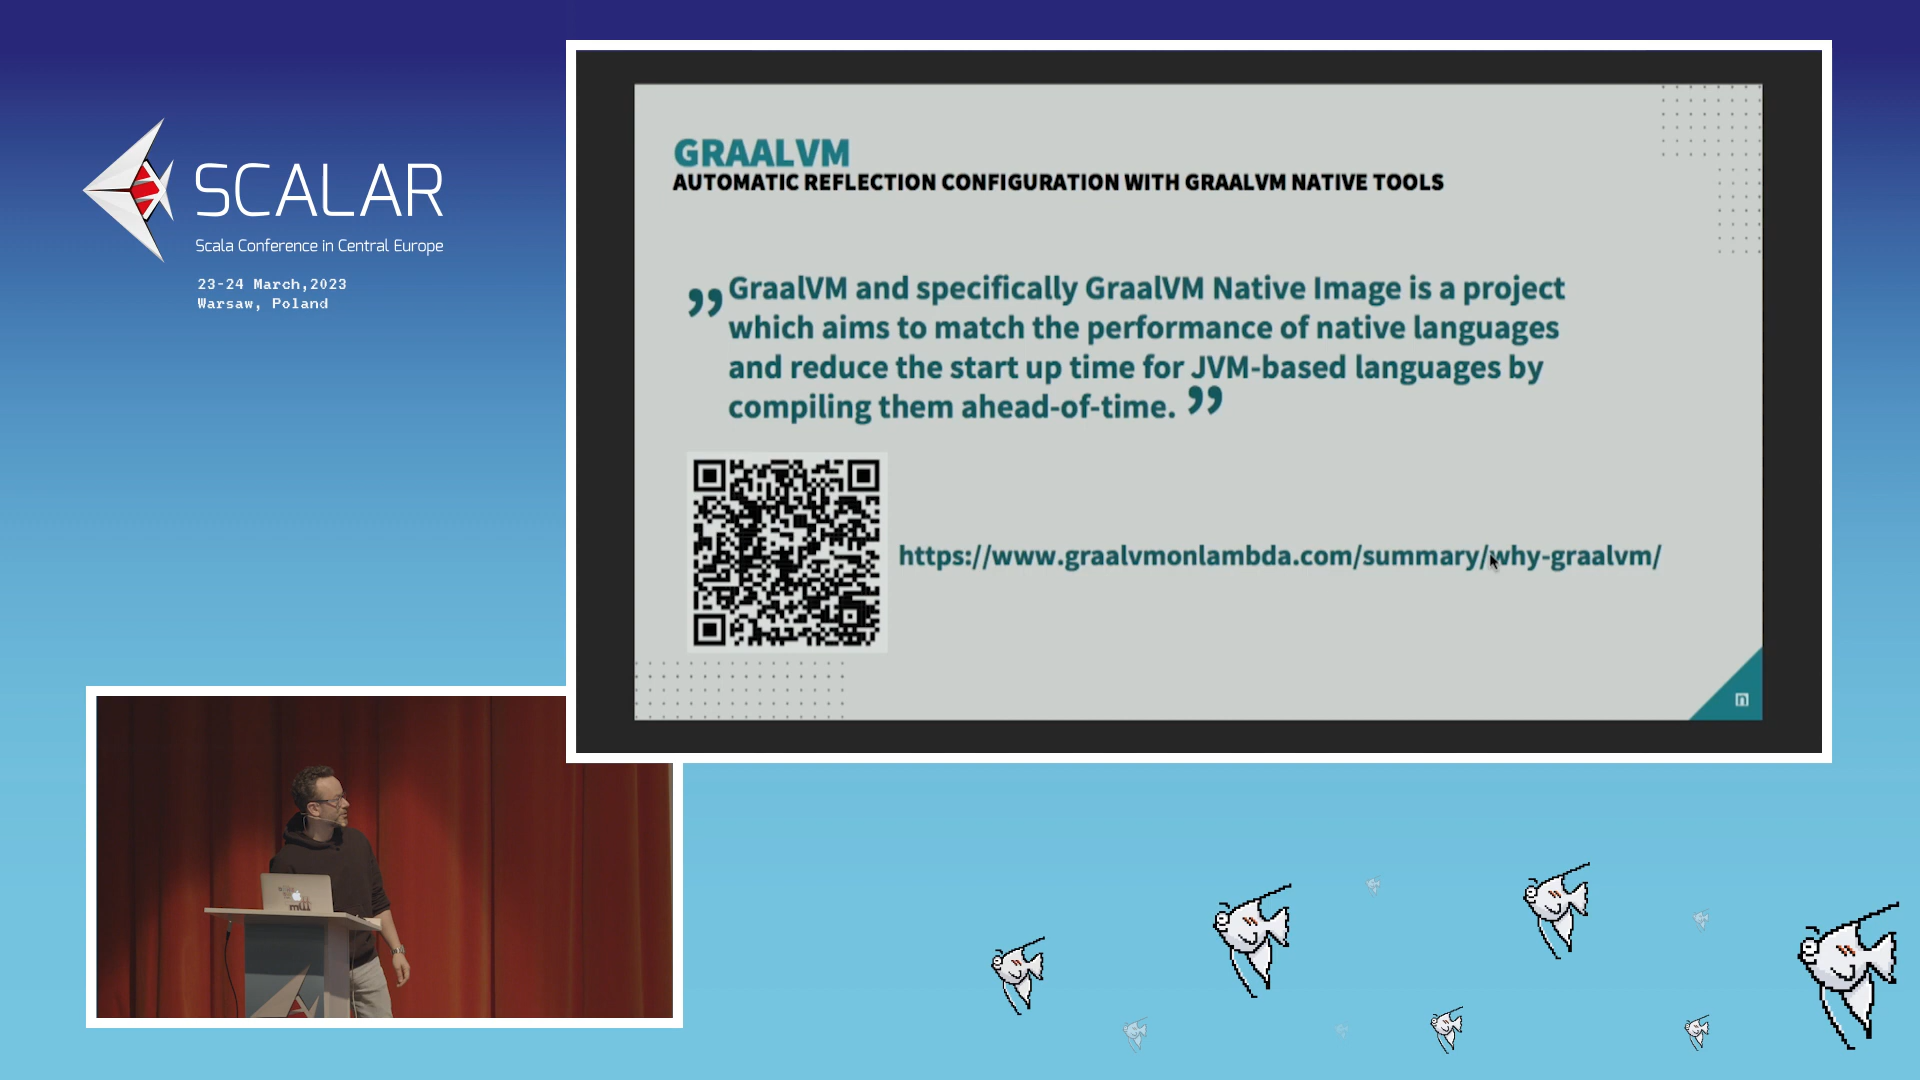 SCALAR
Scala Conference in Central Europe
23-24 March,2023
Warsaw, Poland
GRAALVM
AUTOMATIC REFLECTION CONFIGURATION WITH GRAALVM NATIVE TOOLS
”GraalVM and specifically GraalVM Native Image is a project
which aims to match the performance of native languages
and reduce the start up time for JVM-based languages by
compiling them ahead-of-time. ”
https://www.graalvmonlambda.com/summary/why-graalvm/
n